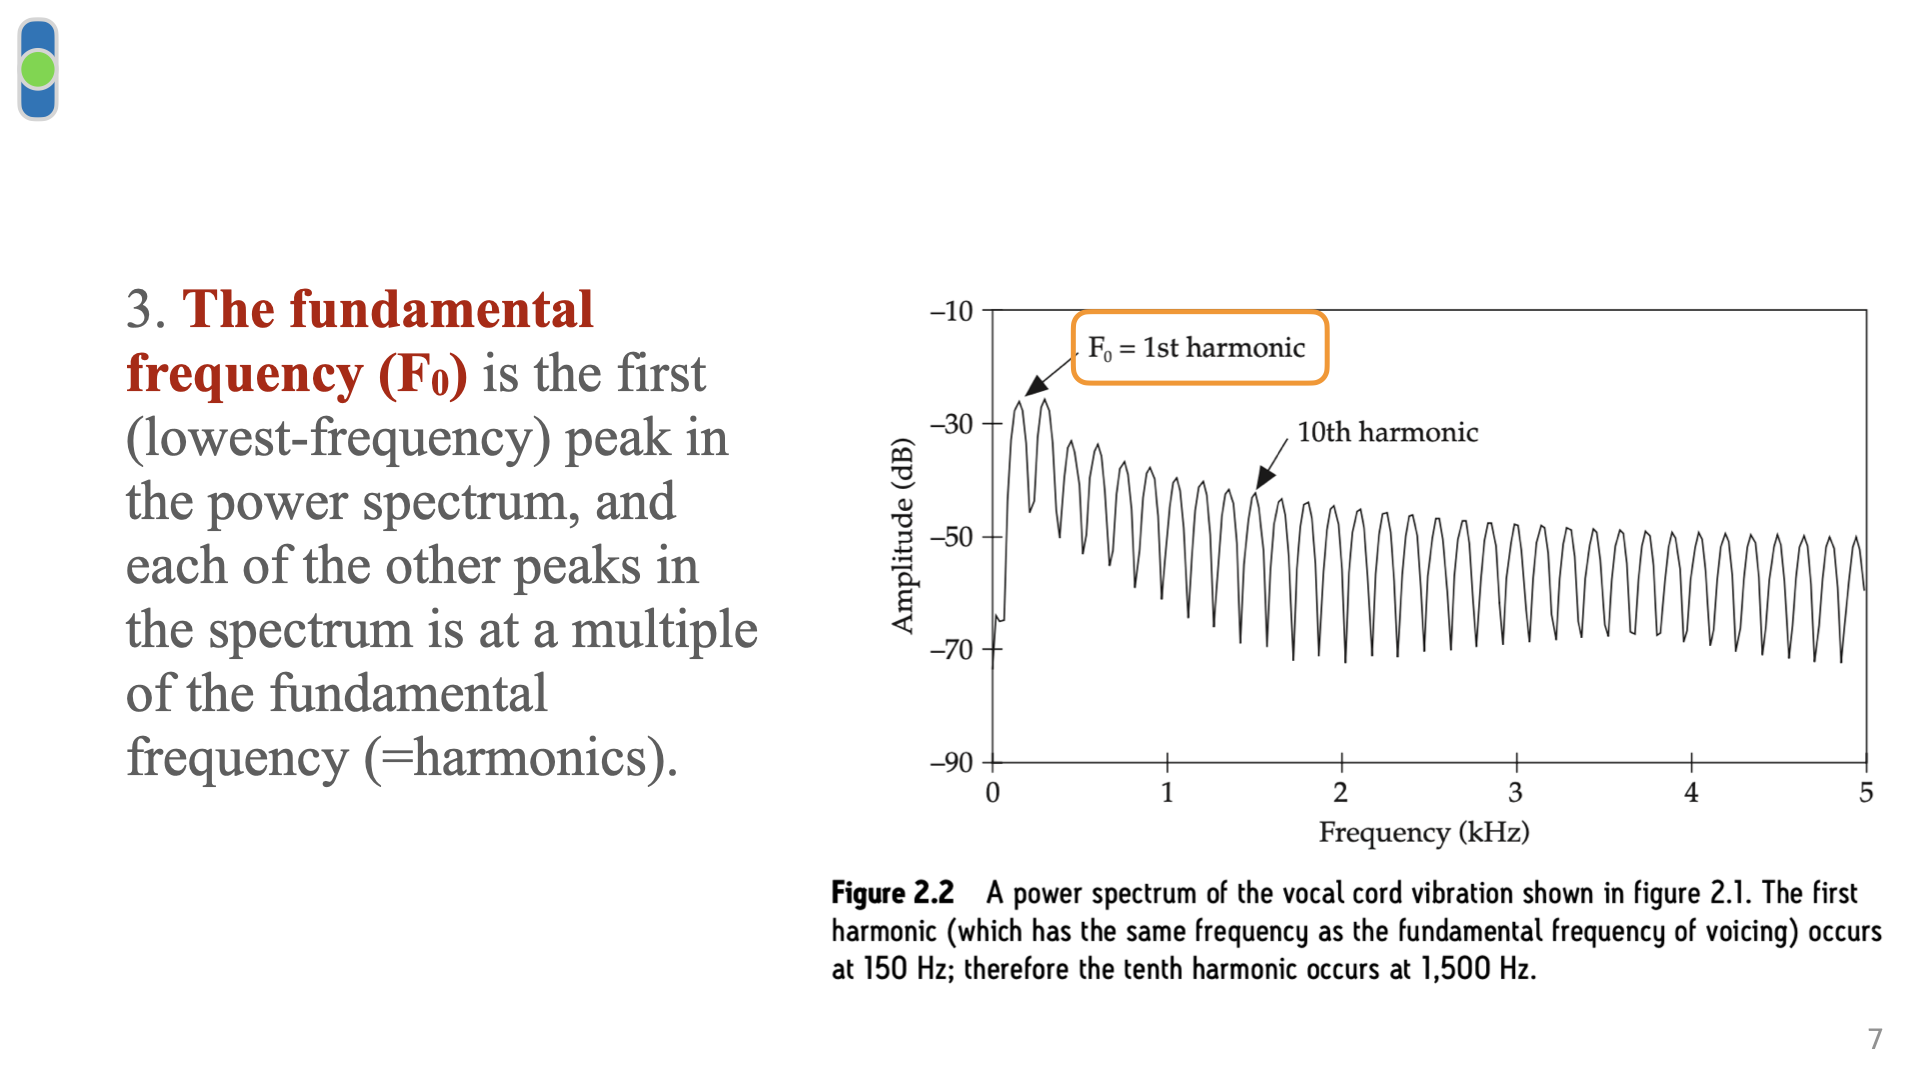 3. The fundamental
frequency (F₀) is the first
(lowest-frequency) peak in
the power spectrum, and
each of the other peaks in
the spectrum is at a multiple
of the fundamental
frequency (=harmonics).
F₀ = 1st harmonic
10th harmonic
Amplitude (dB)
–10
–30
–50
–70
–90
0 1 2 3 4 5
Frequency (kHz)
Figure 2.2 A power spectrum of the vocal cord vibration shown in figure 2.1. The first
harmonic (which has the same frequency as the fundamental frequency of voicing) occurs
at 150 Hz; therefore the tenth harmonic occurs at 1,500 Hz.
7